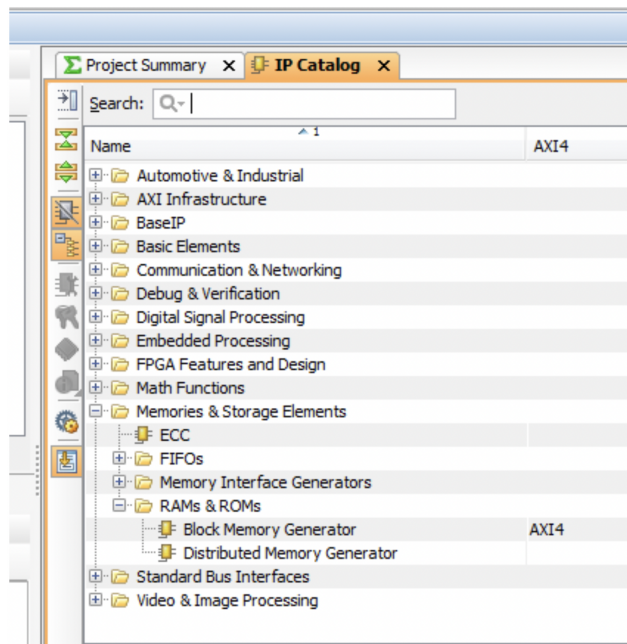 Project Summary X IP Catalog X
Search:
Name 1 AXI4
Automotive & Industrial
AXI Infrastructure
BaseIP
Basic Elements
Communication & Networking
Debug & Verification
Digital Signal Processing
Embedded Processing
FPGA Features and Design
Math Functions
Memories & Storage Elements
ECC
FIFOs
Memory Interface Generators
RAMs & ROMs
Block Memory Generator AXI4
Distributed Memory Generator
Standard Bus Interfaces
Video & Image Processing